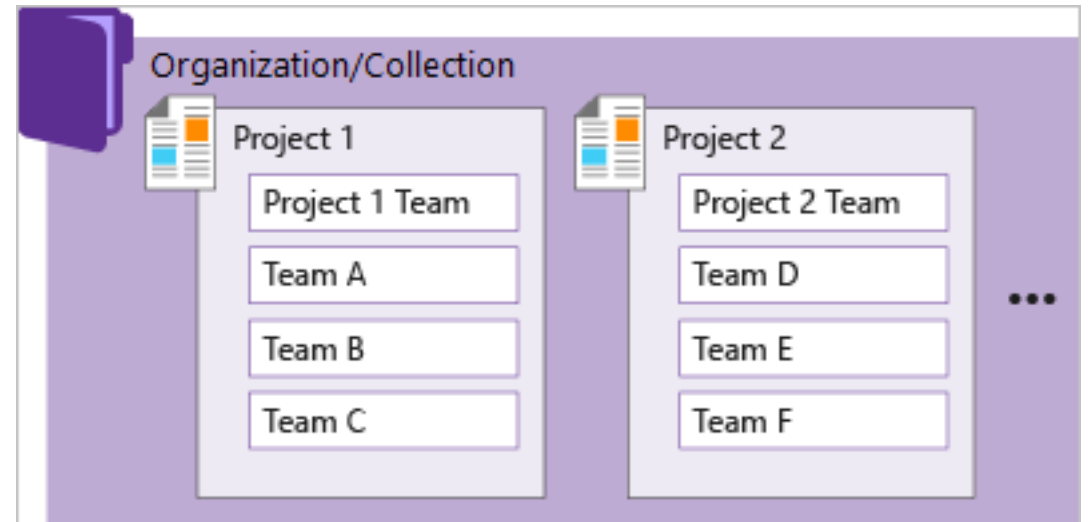 Organization/Collection
Project 1
Project 1 Team
Team A
Team B
Team C
Project 2
Project 2 Team
Team D
Team E
Team F
•••